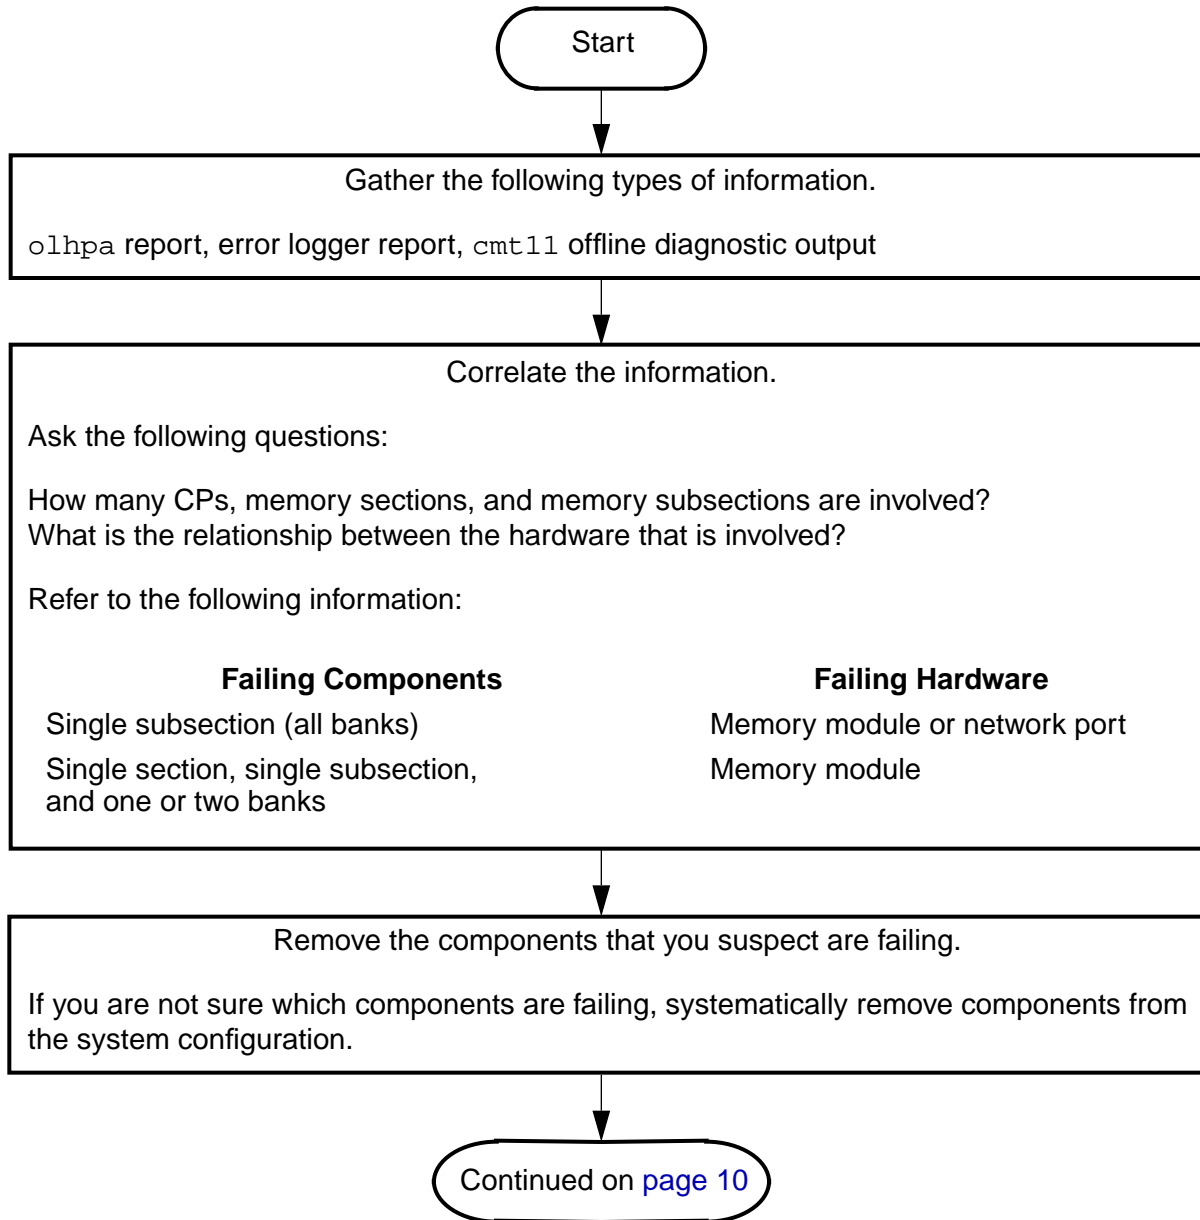 Start
Gather the following types of information.
olhpa report, error logger report, cmt11 offline diagnostic output
Correlate the information.
Ask the following questions:
How many CPs, memory sections, and memory subsections are involved?
What is the relationship between the hardware that is involved?
Refer to the following information:
Failing Components
Failing Hardware
Single subsection (all banks)
Memory module or network port
Single section, single subsection,
and one or two banks
Memory module
Remove the components that you suspect are failing.
If you are not sure which components are failing, systematically remove components from
the system configuration.
Continued on page 10